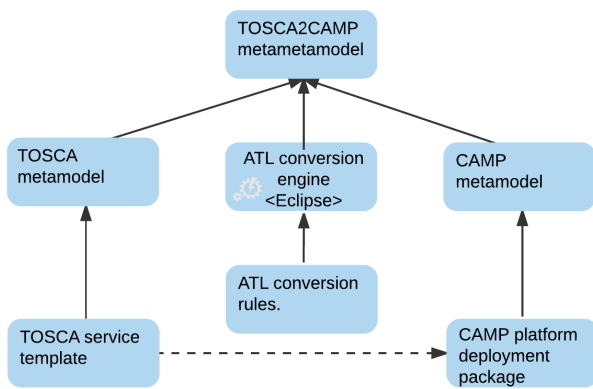 TOSCA2CAMP
metametamodel
TOSCA
metamodel
ATL conversion
engine
<Eclipse>
CAMP
metamodel
ATL conversion
rules.
TOSCA service
template
CAMP platform
deployment
package